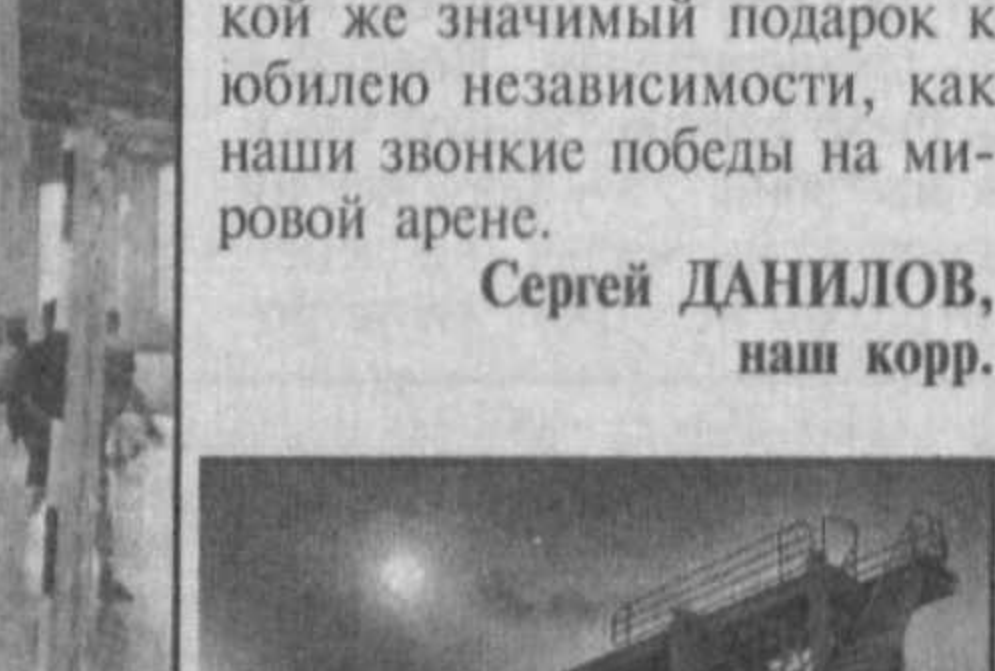 кой же значимый подарок к
юбилею независимости, как
наши звонкие победы на ми-
ровой арене.
Сергей ДАНИЛОВ,
наш корр.